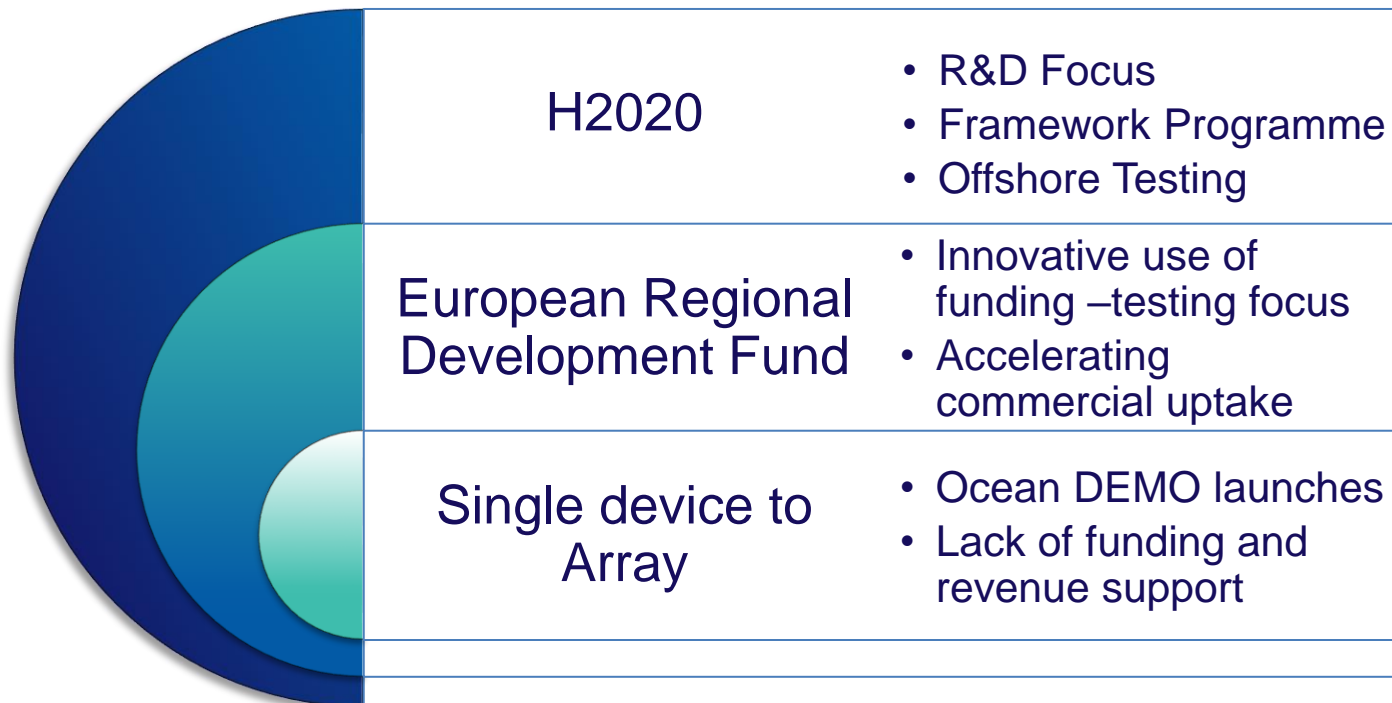 H2020
• R&D Focus
• Framework Programme
• Offshore Testing
European Regional
Development Fund
• Innovative use of
funding –testing focus
• Accelerating
commercial uptake
Single device to
Array
• Ocean DEMO launches
• Lack of funding and
revenue support